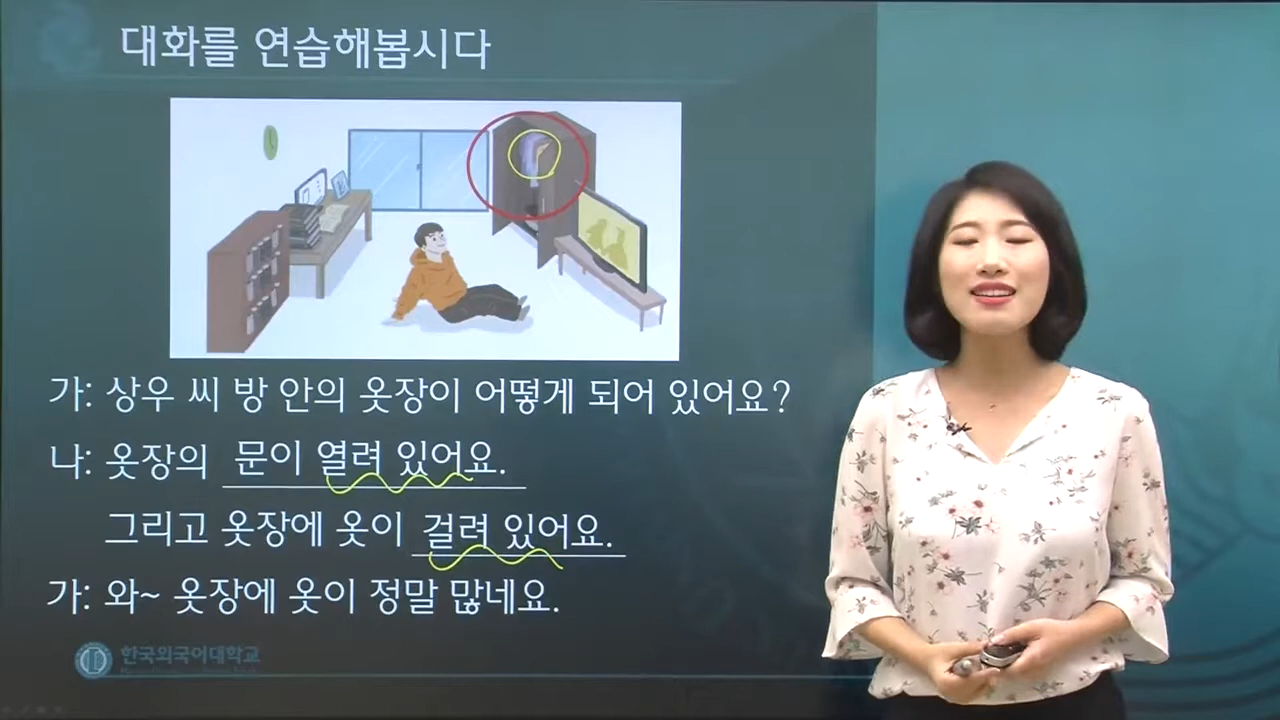 대화를 연습해봅시다
가: 상우 씨 방 안의 옷장이 어떻게 되어 있어요?
나: 옷장의 문이 열려 있어요.
그리고 옷장에 옷이 걸려 있어요.
가: 와~ 옷장에 옷이 정말 많네요.
한국외국어대학교